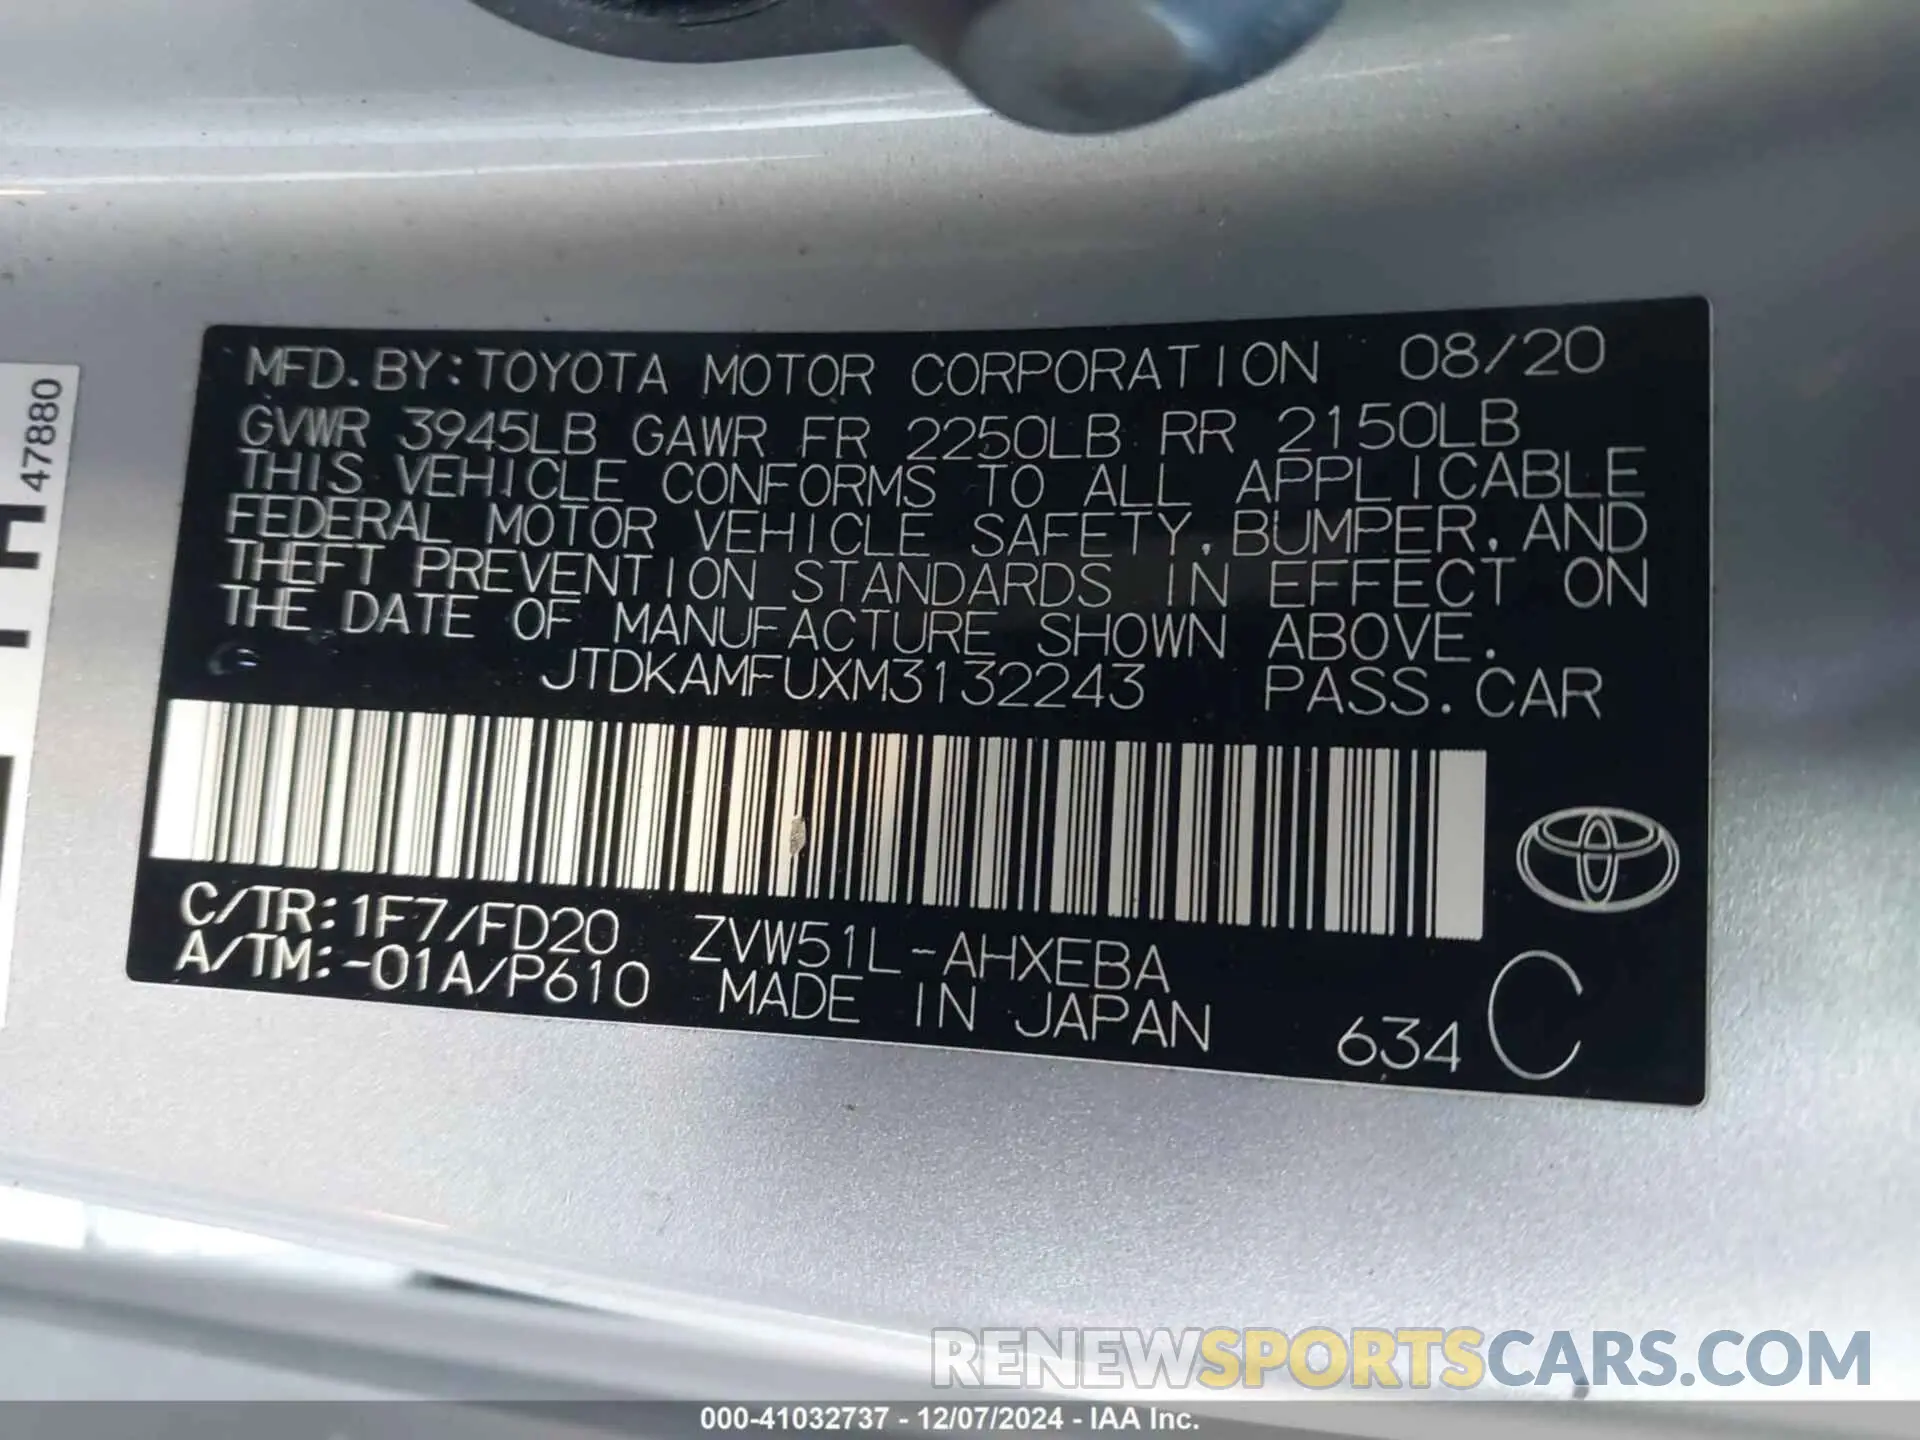 MFD. BY: TOYOTA MOTOR CORPORATION 08/20
GVWR 3945LB GAWR FR 2250LB RR 2150LB
THIS VEHICLE CONFORMS TO ALL APPLICABLE
FEDERAL MOTOR VEHICLE SAFETY, BUMPER, AND
THEFT PREVENTION STANDARDS IN EFFECT ON
THE DATE OF MANUFACTURE SHOWN ABOVE.
JTDKAMFUXM3132243 PASS. CAR
C/TR: 1F7/FD20 ZVW51L-AHXEBA
A/TM: -01A/P610 MADE IN JAPAN
634 C
47880
RENEWSPORTSCARS.COM
000-41032737 - 12/07/2024 - IAA Inc.